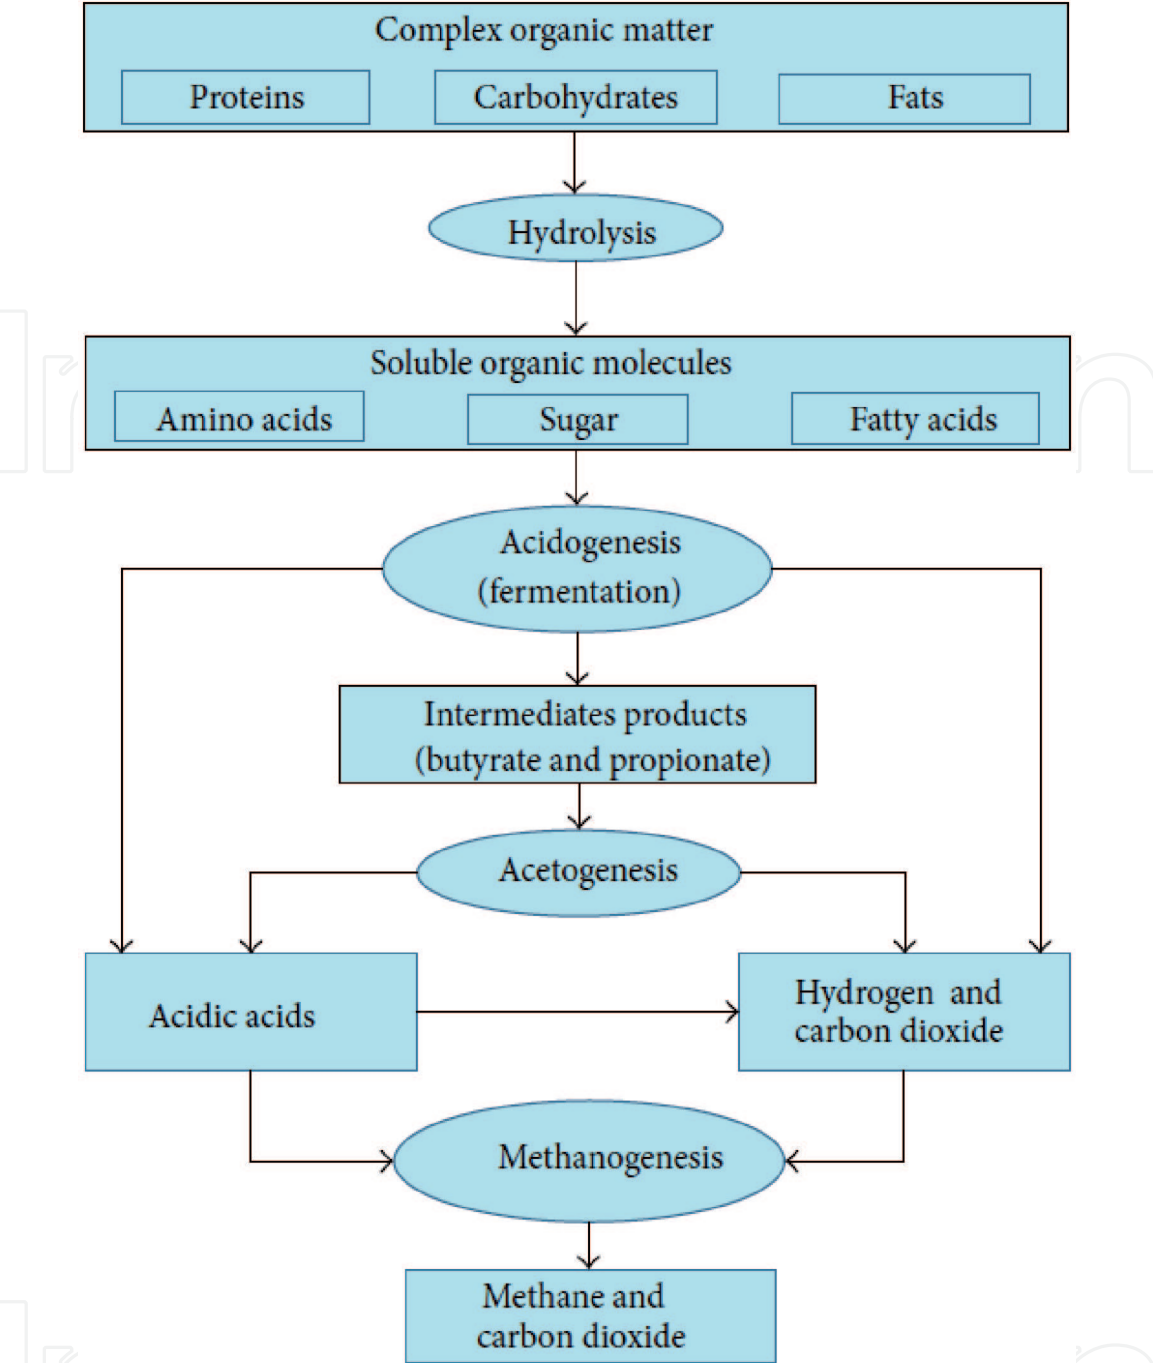 Complex organic matter
Proteins
Carbohydrates
Fats
Hydrolysis
Soluble organic molecules
Amino acids
Sugar
Fatty acids
Acidogenesis
(fermentation)
Intermediates products
(butyrate and propionate)
Acetogenesis
Acidic acids
Hydrogen and
carbon dioxide
Methanogenesis
Methane and
carbon dioxide